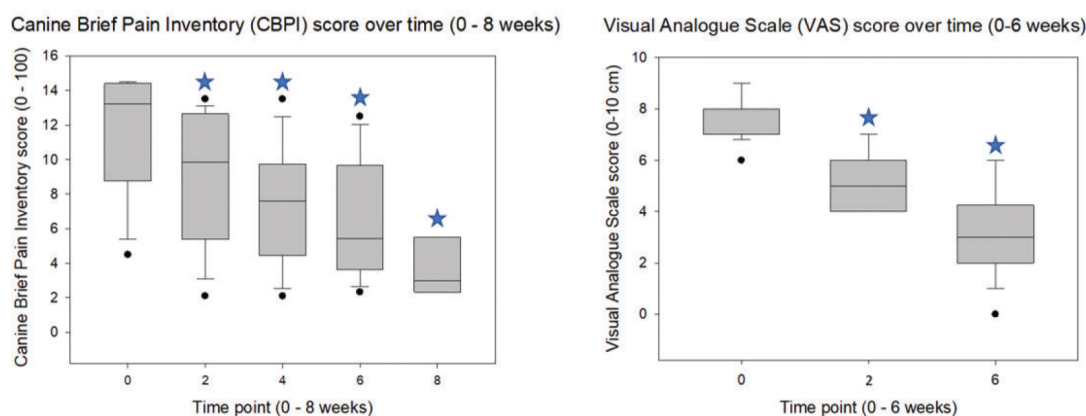 Canine Brief Pain Inventory (CBPI) score over time (0 - 8 weeks)
Canine Brief Pain Inventory score (0 - 100)
16
14
12
10
8
6
4
2
0
0 2 4 6 8
Time point (0 - 8 weeks)
Visual Analogue Scale (VAS) score over time (0-6 weeks)
Visual Analogue Scale score (0-10 cm)
10
8
6
4
2
0
0 2 6
Time point (0 - 6 weeks)